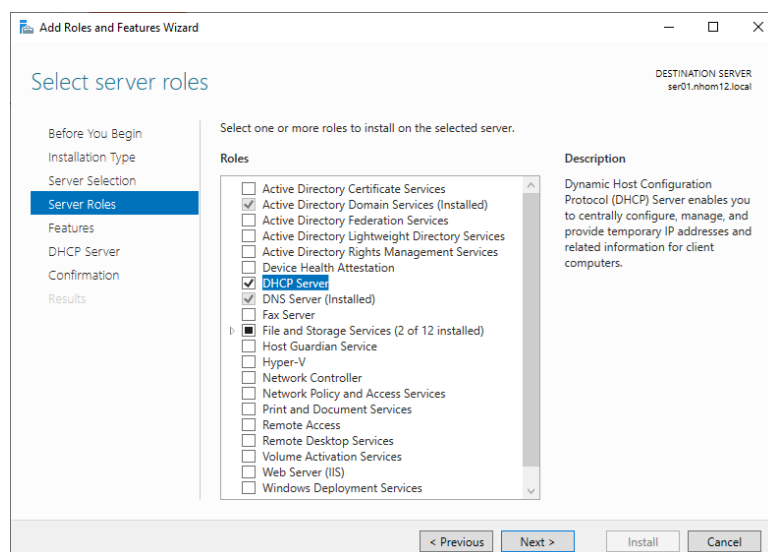 Add Roles and Features Wizard
Select server roles
DESTINATION SERVER
ser01.nhom12.local
Before You Begin
Installation Type
Server Selection
Server Roles
Features
DHCP Server
Confirmation
Results
Select one or more roles to install on the selected server.
Roles
Active Directory Certificate Services
Active Directory Domain Services (Installed)
Active Directory Federation Services
Active Directory Lightweight Directory Services
Active Directory Rights Management Services
Device Health Attestation
DHCP Server
DNS Server (Installed)
Fax Server
File and Storage Services (2 of 12 installed)
Host Guardian Service
Hyper-V
Network Controller
Network Policy and Access Services
Print and Document Services
Remote Access
Remote Desktop Services
Volume Activation Services
Web Server (IIS)
Windows Deployment Services
Description
Dynamic Host Configuration
Protocol (DHCP) Server enables you
to centrally configure, manage, and
provide temporary IP addresses and
related information for client
computers.
< Previous
Next >
Install
Cancel